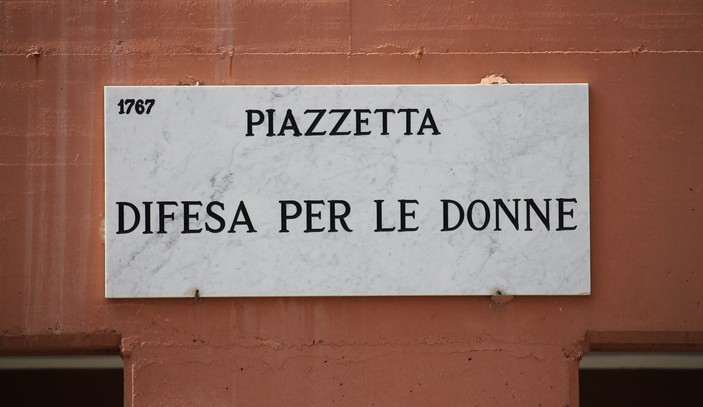 1767
PIAZZETTA
DIFESA PER LE DONNE